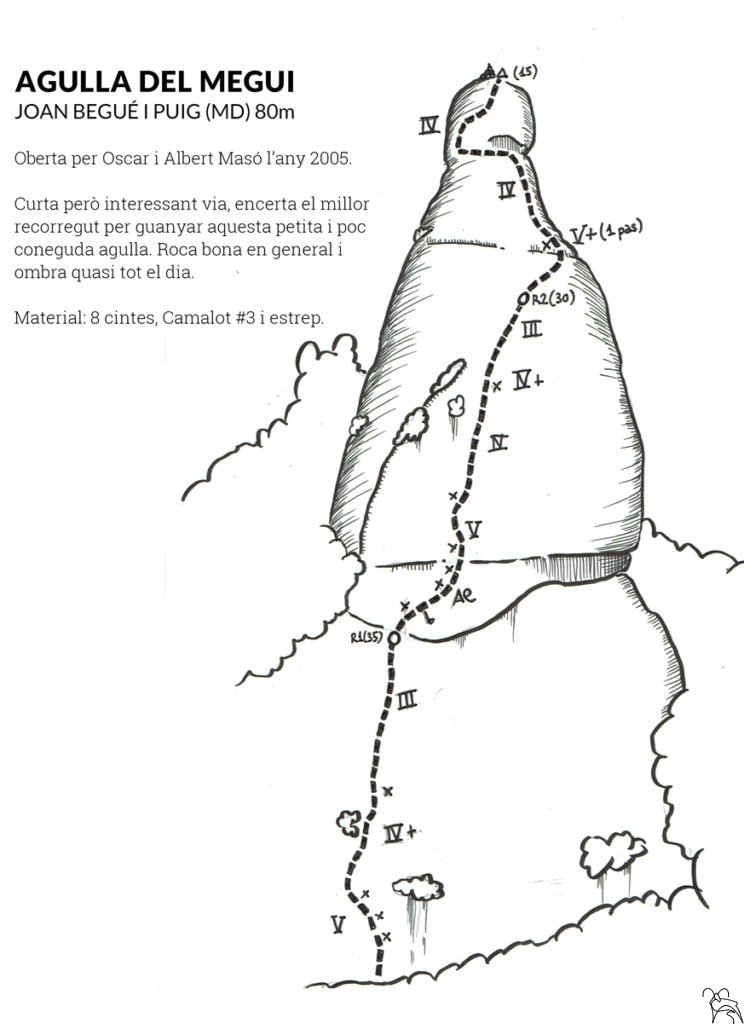 AGULLA DEL MEGUI
JOAN BEGUÉ I PUIG (MD) 80m
Oberta per Oscar i Albert Masó l'any 2005.
Curta però interessant via, encerta el millor
recorregut per guanyar aquesta petita i poc
coneguda agulla. Roca bona en general i
ombra quasi tot el dia.
Material: 8 cintes, Camalot #3 i estrep.
(15)
IV
IV
V+(1 pas)
R2(30)
III
IV+
IV
V
Ae
R1(35)
III
IV+
V